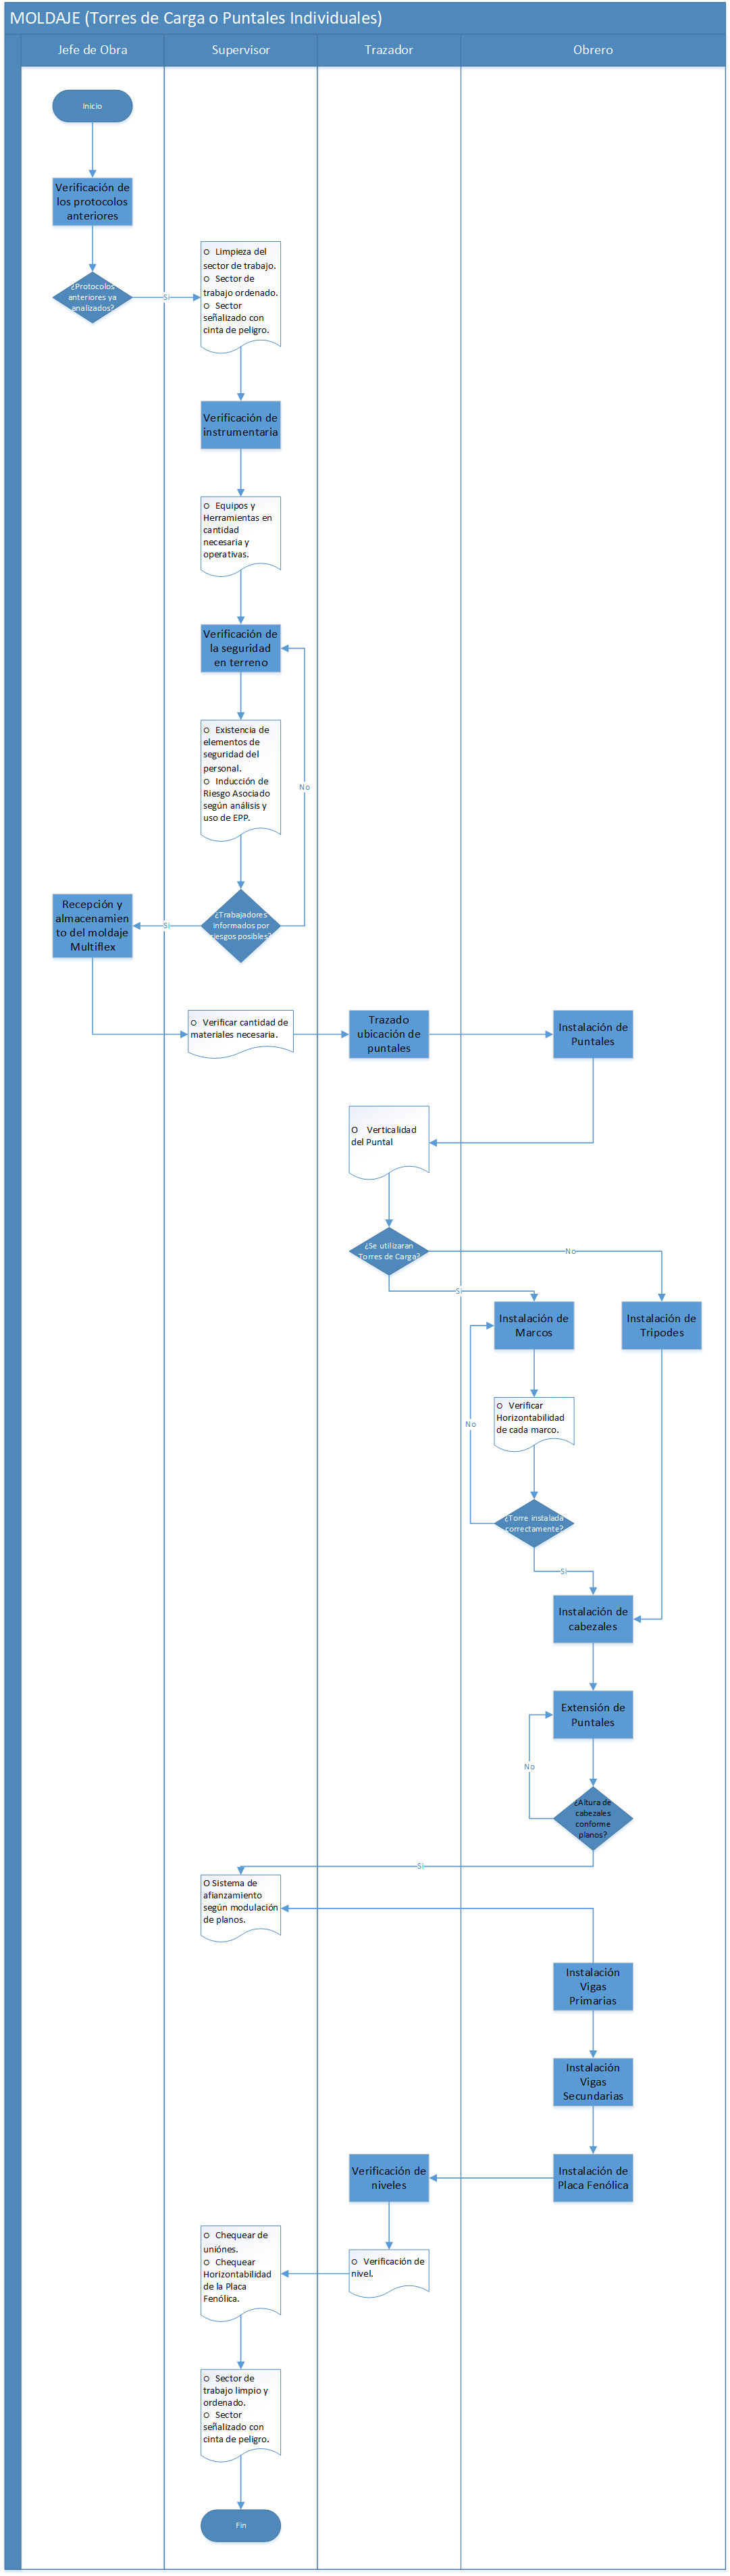 MOLDAJE (Torres de Carga o Puntales Individuales)
Jefe de Obra
Supervisor
Trazador
Obrero
Inicio
Verificación de
los protocolos
anteriores
¿Protocolos
anteriores ya
analizados?
Si
o Limpieza del
sector de trabajo.
o Sector de
trabajo ordenado.
o Sector
señalizado con
cinta de peligro.
Verificación de
instrumentaria
o Equipos y
Herramientas en
cantidad
necesaria y
operativas.
Verificación de
la seguridad
en terreno
o Existencia de
elementos de
seguridad del
personal.
o Inducción de
Riesgo Asociado
según análisis y
uso de EPP.
No
¿Trabajadores
informados por
riesgos posibles?
Si
Recepción y
almacenamien
to del moldaje
Multiflex
o Verificar cantidad de
materiales necesaria.
Trazado
ubicación de
puntales
Instalación de
Puntales
O Verticalidad
del Puntal
¿Se utilizaran
Torres de Carga?
No
Si
Instalación de
Marcos
Instalación de
Tripodes
o Verificar
Horizontabilidad
de cada marco.
No
¿Torre instalada
correctamente?
Si
Instalación de
cabezales
Extensión de
Puntales
No
¿Altura de
cabezales
conforme
planos?
Si
O Sistema de
afianzamiento
según modulación
de planos.
Instalación
Vigas
Primarias
Instalación
Vigas
Secundarias
Instalación de
Placa Fenólica
Verificación de
niveles
o Verificación de
nivel.
o Chequear de
uniónes.
o Chequear
Horizontabilidad
de la Placa
Fenólica.
o Sector de
trabajo limpio y
ordenado.
o Sector
señalizado con
cinta de peligro.
Fin